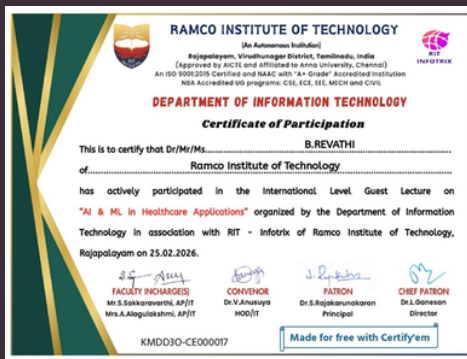 RAMCO INSTITUTE OF TECHNOLOGY
(An Autonomous Institution)
Rajapalayam, Virudhunagar District, Tamilnadu, India
(Approved by AICTE and Affiliated to Anna University, Chennai)
An ISO 9001:2015 Certified and NAAC with "A+ Grade" Accredited Institution
NBA Accredited UG programs: CSE, ECE, EEE, MECH and CIVIL
RIT
INFOTRIX
DEPARTMENT OF INFORMATION TECHNOLOGY
Certificate of Participation
This is to certify that Dr/Mr/Ms. B.REVATHI
of Ramco Institute of Technology
has actively participated in the International Level Guest Lecture on
"AI & ML in Healthcare Applications" organized by the Department of Information
Technology in association with RIT - Infotrix of Ramco Institute of Technology,
Rajapalayam on 25.02.2026.
FACULTY INCHARGE(S) CONVENOR PATRON CHIEF PATRON
Mr.S.Sakkaravarthi, AP/IT Dr.V.Anusuya Dr.S.Rajakarunakaran Dr.L.Ganesan
Mrs.A.Alagulakshmi, AP/IT HOD/IT Principal Director
KMDD3O-CE000017
Made for free with Certify'em